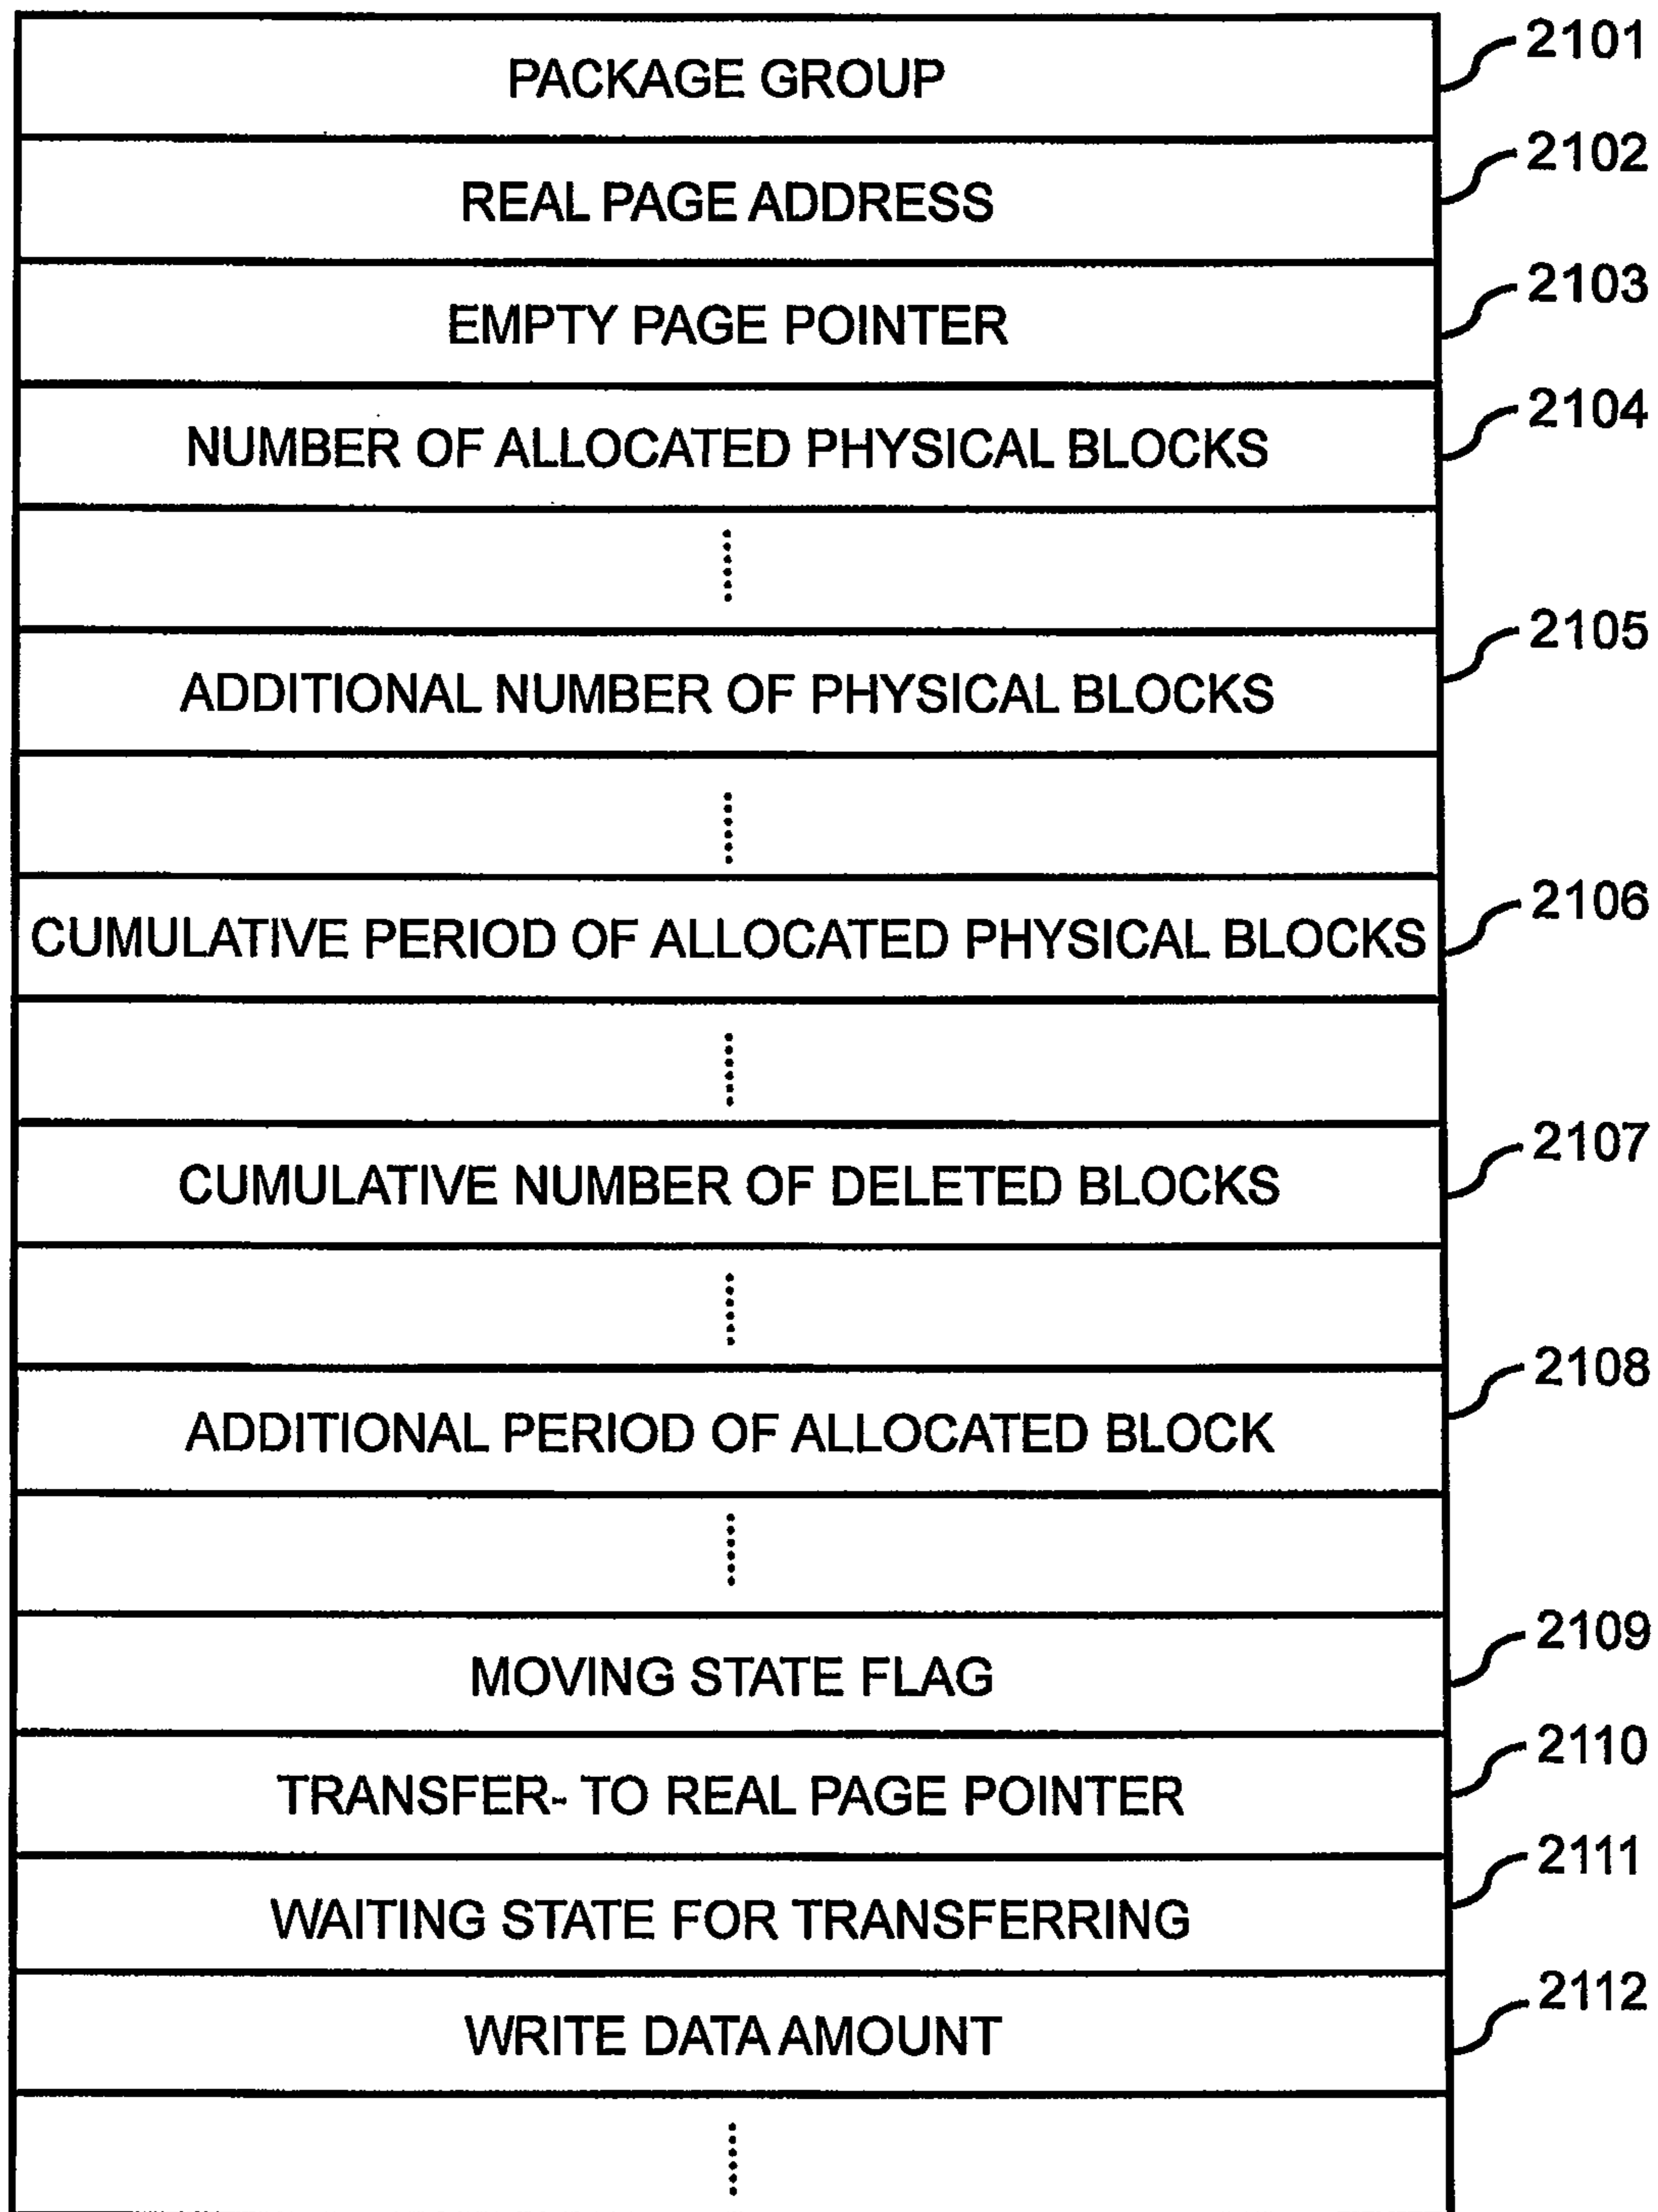 PACKAGE GROUP 2101
REAL PAGE ADDRESS 2102
EMPTY PAGE POINTER 2103
NUMBER OF ALLOCATED PHYSICAL BLOCKS 2104
ADDITIONAL NUMBER OF PHYSICAL BLOCKS 2105
CUMULATIVE PERIOD OF ALLOCATED PHYSICAL BLOCKS 2106
CUMULATIVE NUMBER OF DELETED BLOCKS 2107
ADDITIONAL PERIOD OF ALLOCATED BLOCK 2108
MOVING STATE FLAG 2109
TRANSFER- TO REAL PAGE POINTER 2110
WAITING STATE FOR TRANSFERRING 2111
WRITE DATA AMOUNT 2112